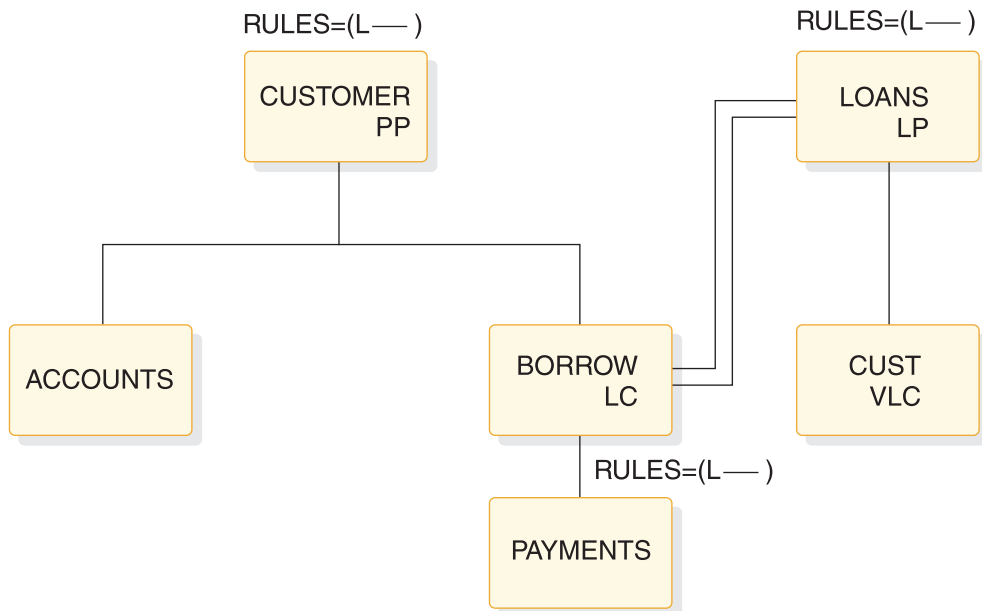 RULES=(L–– )
CUSTOMER
PP
RULES=(L–– )
LOANS
LP
ACCOUNTS
BORROW
LC
CUST
VLC
RULES=(L–– )
PAYMENTS